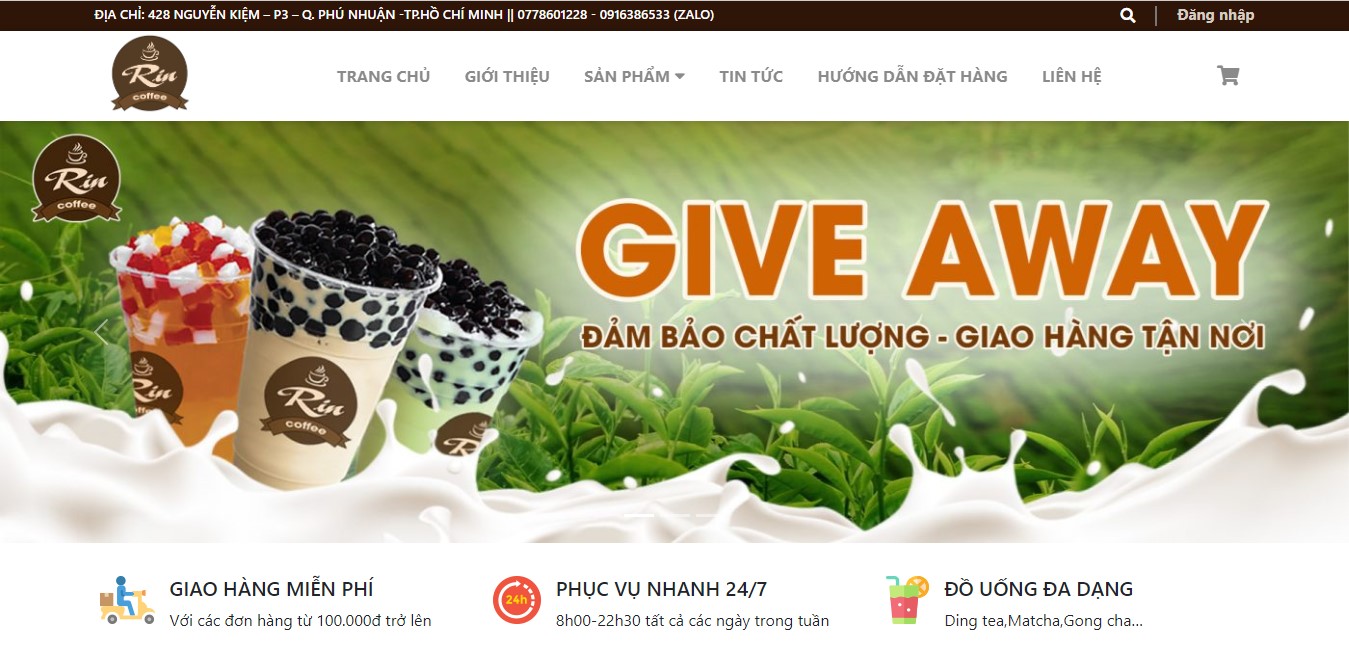 ĐỊA CHỈ: 428 NGUYỄN KIỆM – P3 – Q. PHÚ NHUẬN -TP.HỒ CHÍ MINH || 0778601228 - 0916386533 (ZALO)
Đăng nhập
Rin
coffee
TRANG CHỦ
GIỚI THIỆU
SẢN PHẨM
TIN TỨC
HƯỚNG DẪN ĐẶT HÀNG
LIÊN HỆ
Rin
coffee
GIVE AWAY
ĐẢM BẢO CHẤT LƯỢNG - GIAO HÀNG TẬN NƠI
Rin
coffee
Rin
coffee
Rin
24h
GIAO HÀNG MIỄN PHÍ
Với các đơn hàng từ 100.000đ trở lên
PHỤC VỤ NHANH 24/7
8h00-22h30 tất cả các ngày trong tuần
ĐỒ UỐNG ĐA DẠNG
Ding tea,Matcha,Gong cha...